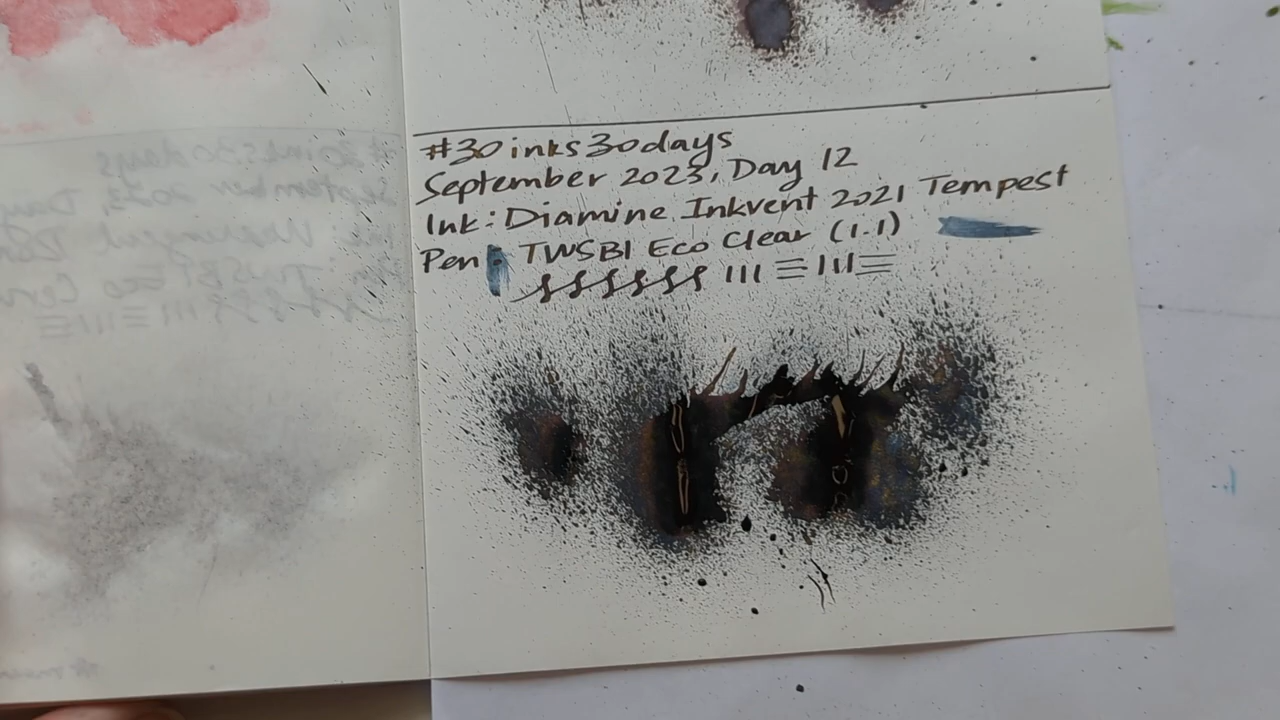 #30inks30days
September 2023, Day 12
Ink: Diamine Inkvent 2021 Tempest
Pen: TWSBI Eco Clear (1.1)